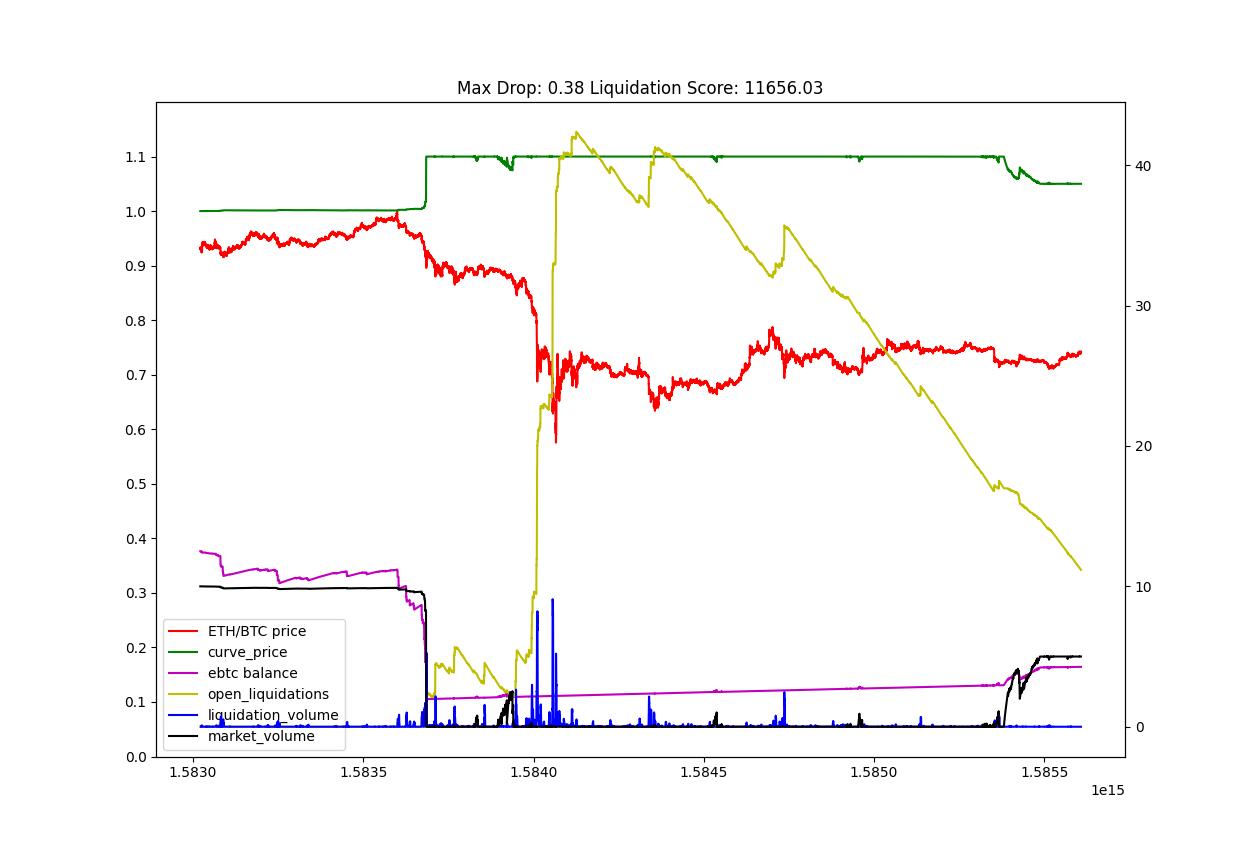 Max Drop: 0.38 Liquidation Score: 11656.03
1.1
1.0
0.9
0.8
0.7
0.6
0.5
0.4
0.3
0.2
0.1
0.0
40
30
20
10
0
ETH/BTC price
curve_price
ebtc balance
open_liquidations
liquidation_volume
market_volume
1.5830 1.5835 1.5840 1.5845 1.5850 1.5855
1e15